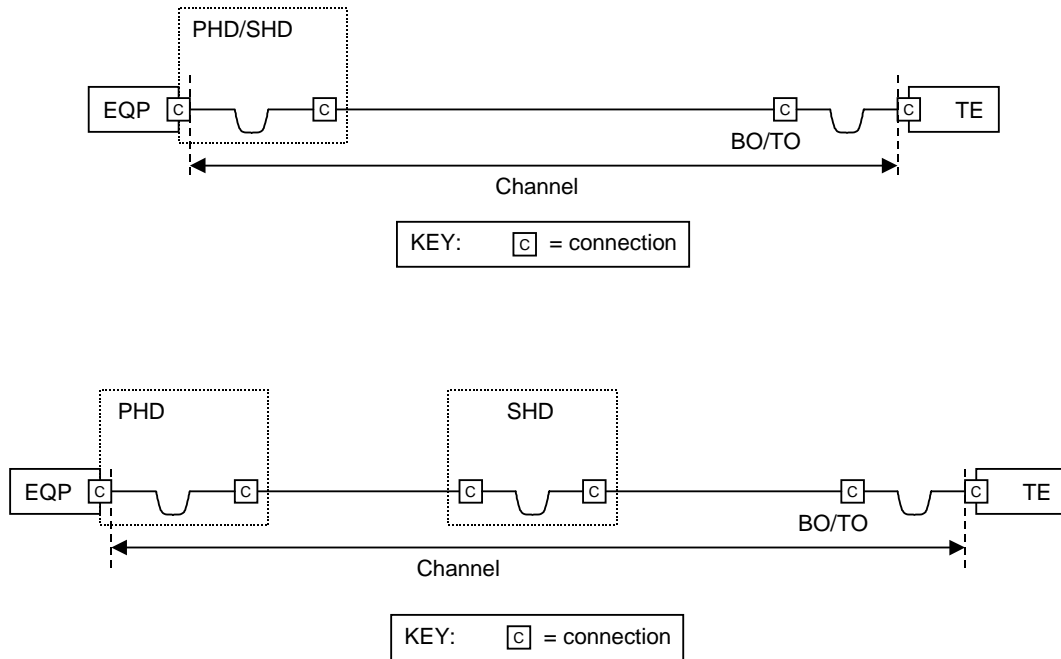 PHD/SHD
EQP C C C C TE
BO/TO
Channel
KEY: C = connection
PHD SHD
EQP C C C C C C TE
BO/TO
Channel
KEY: C = connection